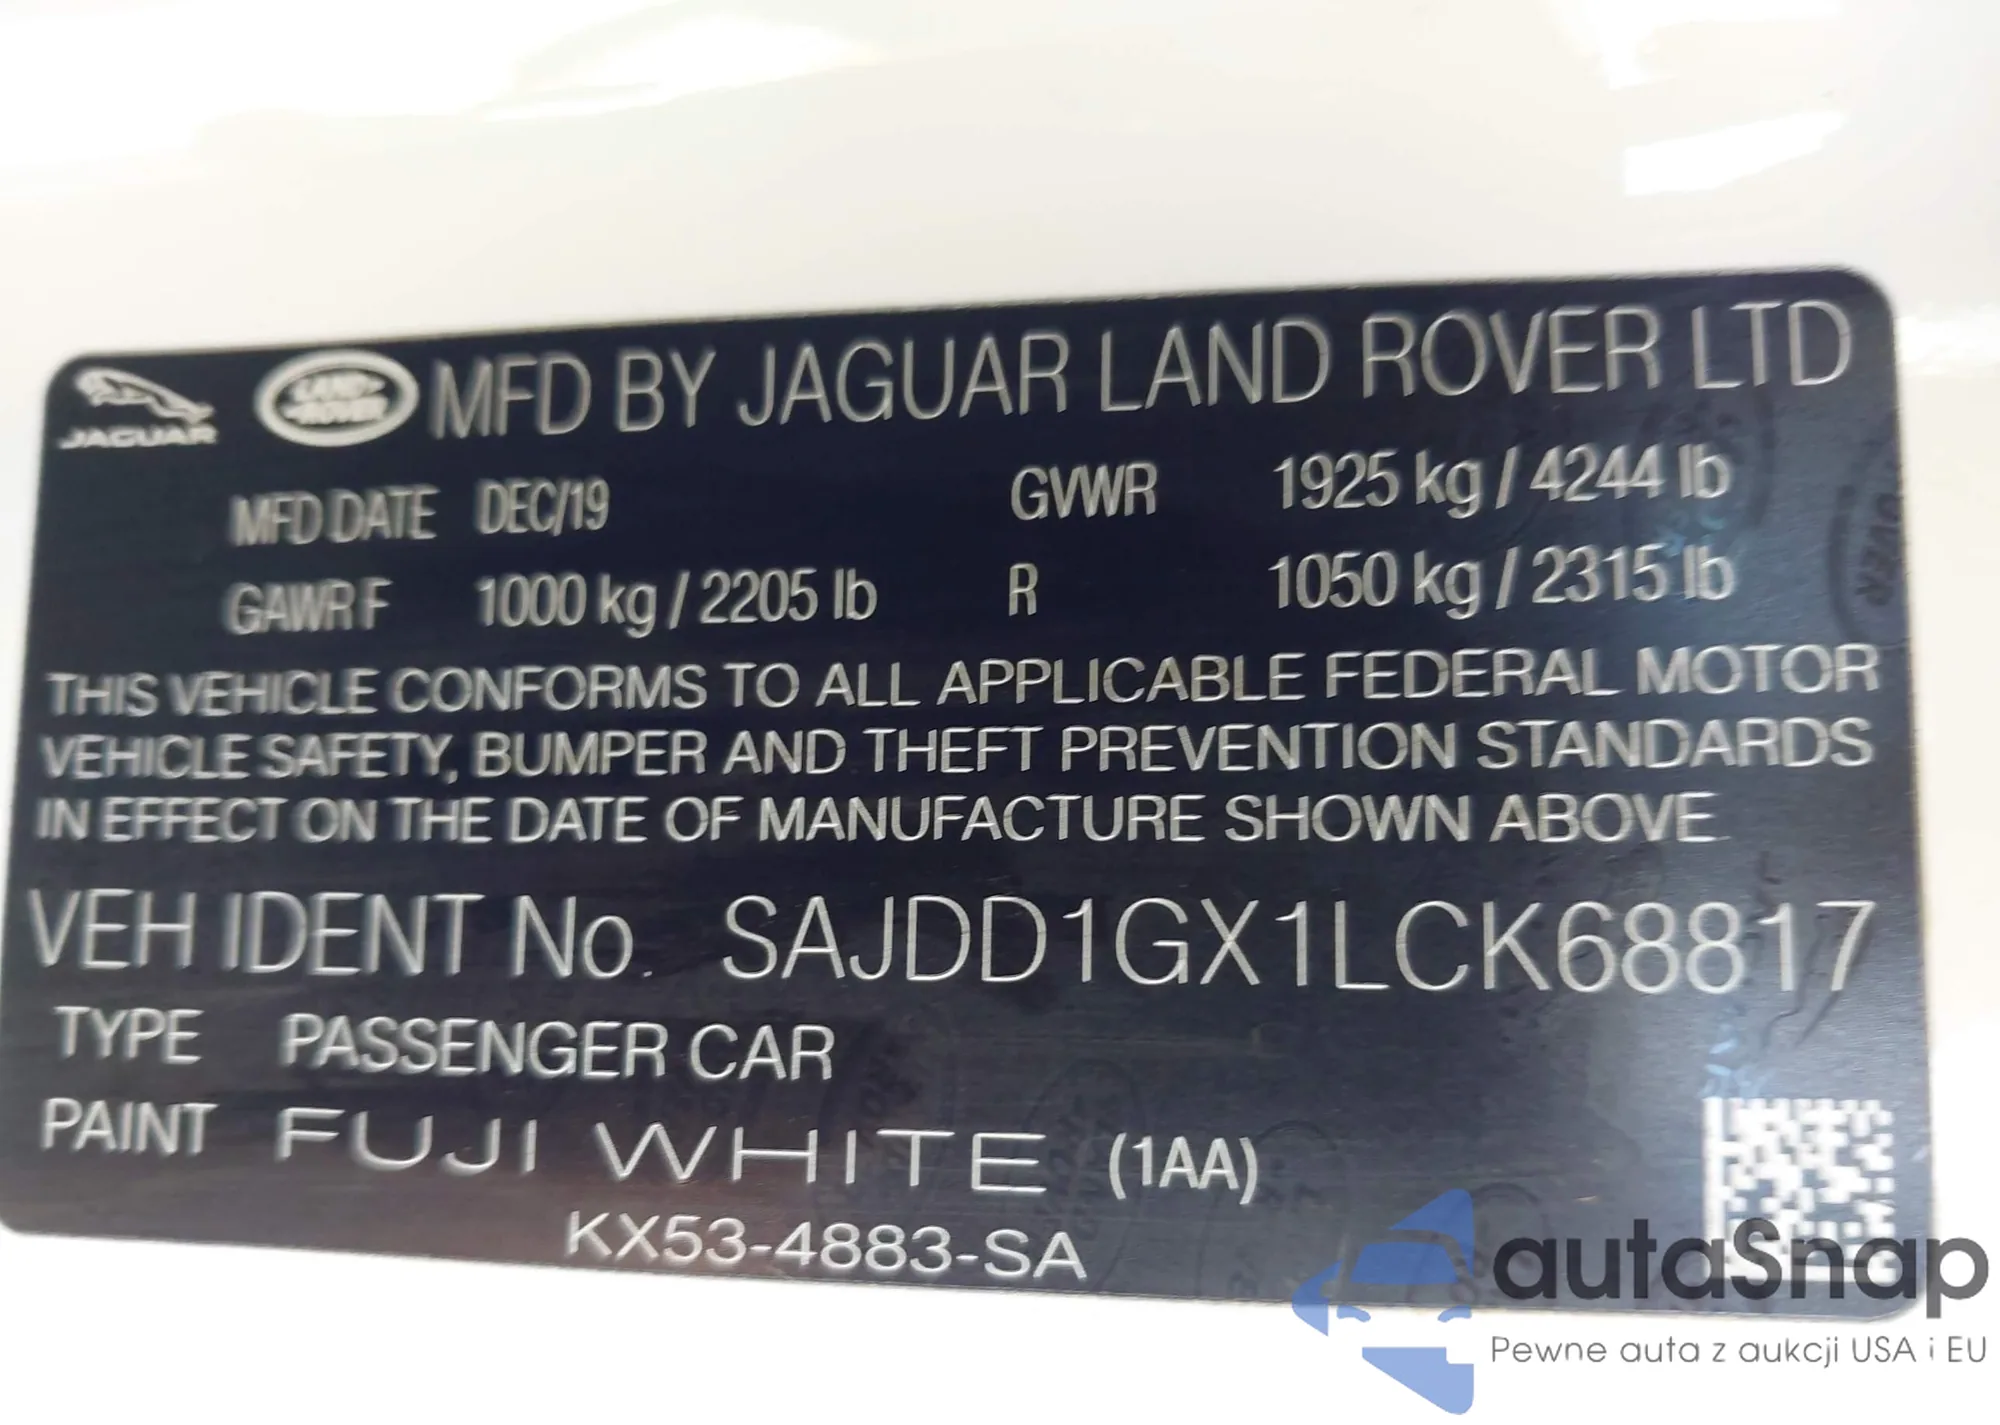 JAGUAR LAND ROVER MFD BY JAGUAR LAND ROVER LTD
MFD DATE DEC/19 GVWR 1925 kg / 4244 lb
GAWR F 1000 kg / 2205 lb R 1050 kg / 2315 lb
THIS VEHICLE CONFORMS TO ALL APPLICABLE FEDERAL MOTOR
VEHICLE SAFETY, BUMPER AND THEFT PREVENTION STANDARDS
IN EFFECT ON THE DATE OF MANUFACTURE SHOWN ABOVE
VEH IDENT No. SAJDD1GX1LCK68817
TYPE PASSENGER CAR
PAINT FUJI WHITE (1AA)
KX53-4883-SA
autaSnap
Pewne auta z aukcji USA i EU